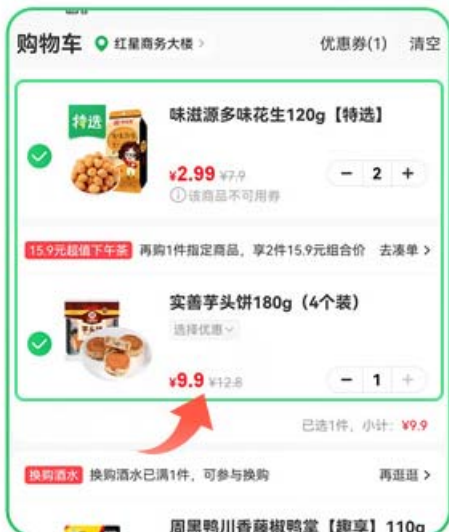 购物车 红星商务大楼 > 优惠券(1) 清空
特选
味滋源多味花生120g【特选】
¥2.99 ¥7.9 − 2 +
该商品不可用券
15.9元超值下午茶 再购1件指定商品，享2件15.9元组合价 去凑单 >
实善芋头饼180g（4个装）
选择优惠
¥9.9 ¥12.8 − 1 +
已选1件，小计：¥9.9
换购酒水 换购酒水已满1件，可参与换购 再逛逛 >
周黑鸭川香藤椒鸭掌【趣享】110g